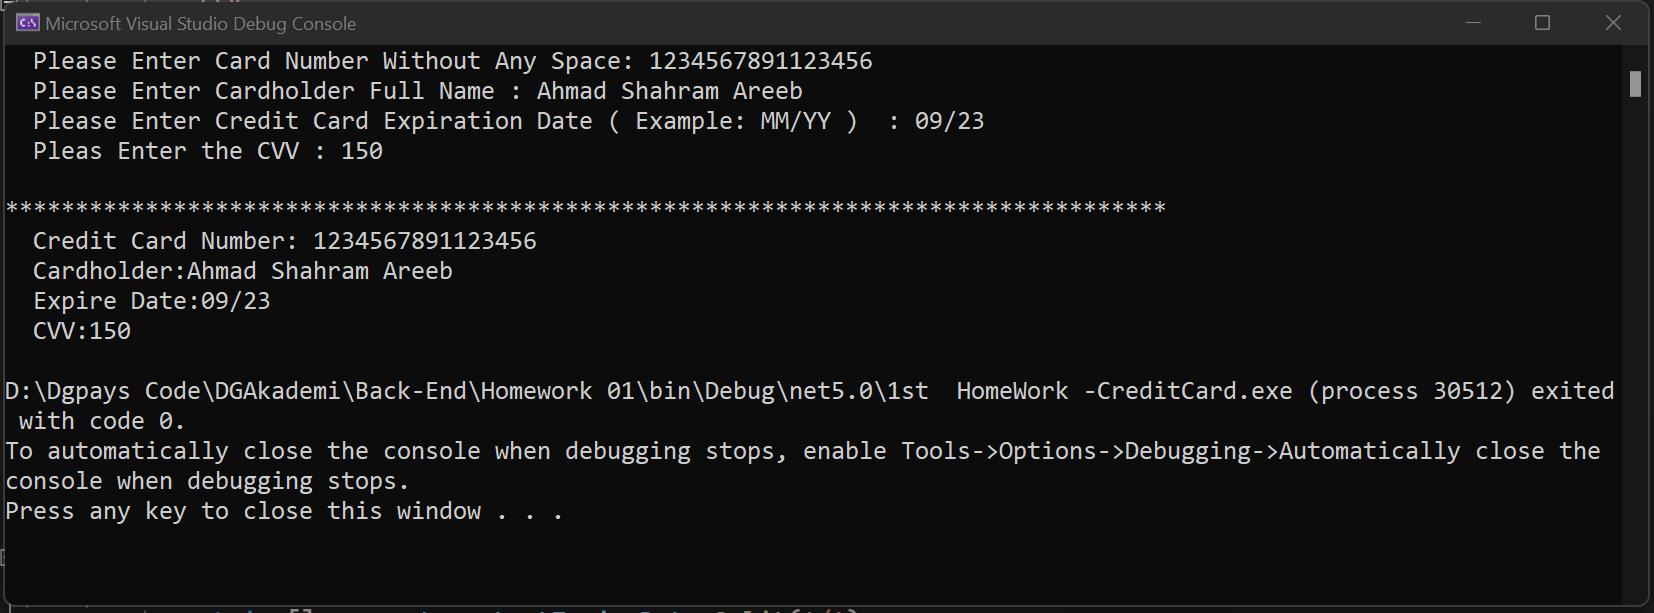 Microsoft Visual Studio Debug Console
Please Enter Card Number Without Any Space: 1234567891123456
Please Enter Cardholder Full Name : Ahmad Shahram Areeb
Please Enter Credit Card Expiration Date ( Example: MM/YY )  : 09/23
Pleas Enter the CVV : 150
***********************************************************************************
Credit Card Number: 1234567891123456
Cardholder:Ahmad Shahram Areeb
Expire Date:09/23
CVV:150
D:\Dgpays Code\DGAkademi\Back-End\Homework 01\bin\Debug\net5.0\1st  HomeWork -CreditCard.exe (process 30512) exited
with code 0.
To automatically close the console when debugging stops, enable Tools->Options->Debugging->Automatically close the
console when debugging stops.
Press any key to close this window . . .